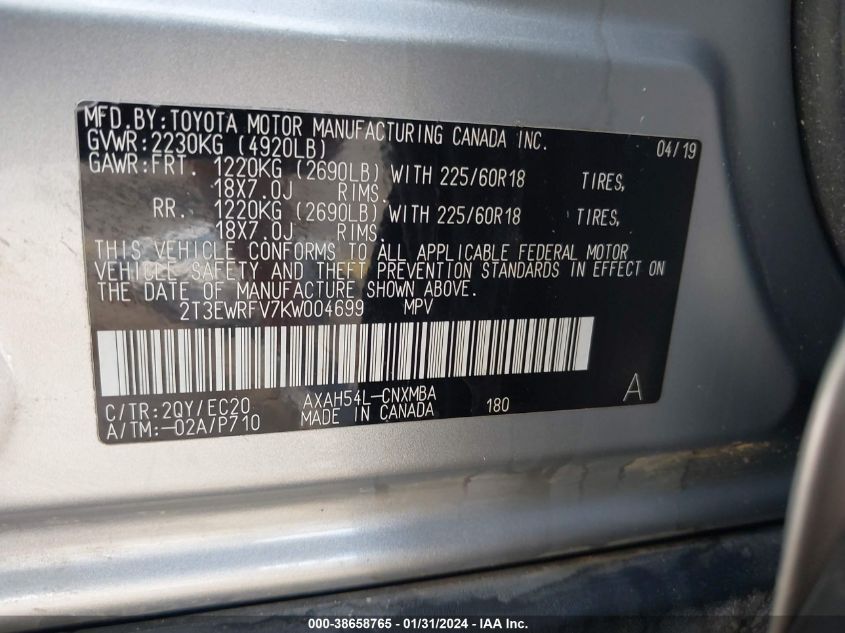 MFD.BY:TOYOTA MOTOR MANUFACTURING CANADA INC. 04/19
GVWR:2230KG (4920LB)
GAWR:FRT. 1220KG (2690LB) WITH 225/60R18 TIRES,
18X7.0J RIMS.
RR. 1220KG (2690LB) WITH 225/60R18 TIRES,
18X7.0J RIMS.
THIS VEHICLE CONFORMS TO ALL APPLICABLE FEDERAL MOTOR
VEHICLE SAFETY AND THEFT PREVENTION STANDARDS IN EFFECT ON
THE DATE OF MANUFACTURE SHOWN ABOVE.
2T3EWRFV7KW004699 MPV
C/TR:2QY/EC20 AXAH54L-CNXMBA 180 A
A/TM:-02A/P710 MADE IN CANADA
000-38658765 - 01/31/2024 - IAA Inc.